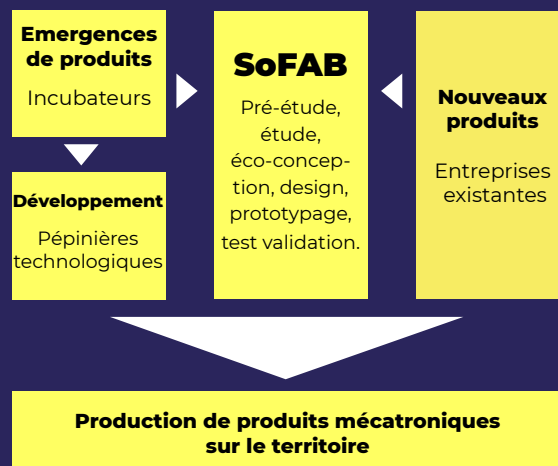 Emergences
de produits
Incubateurs
Développement
Pépinières
technologiques
SoFAB
Pré-étude,
étude,
éco-concep-
tion, design,
prototypage,
test validation.
Nouveaux
produits
Entreprises
existantes
Production de produits mécatroniques
sur le territoire